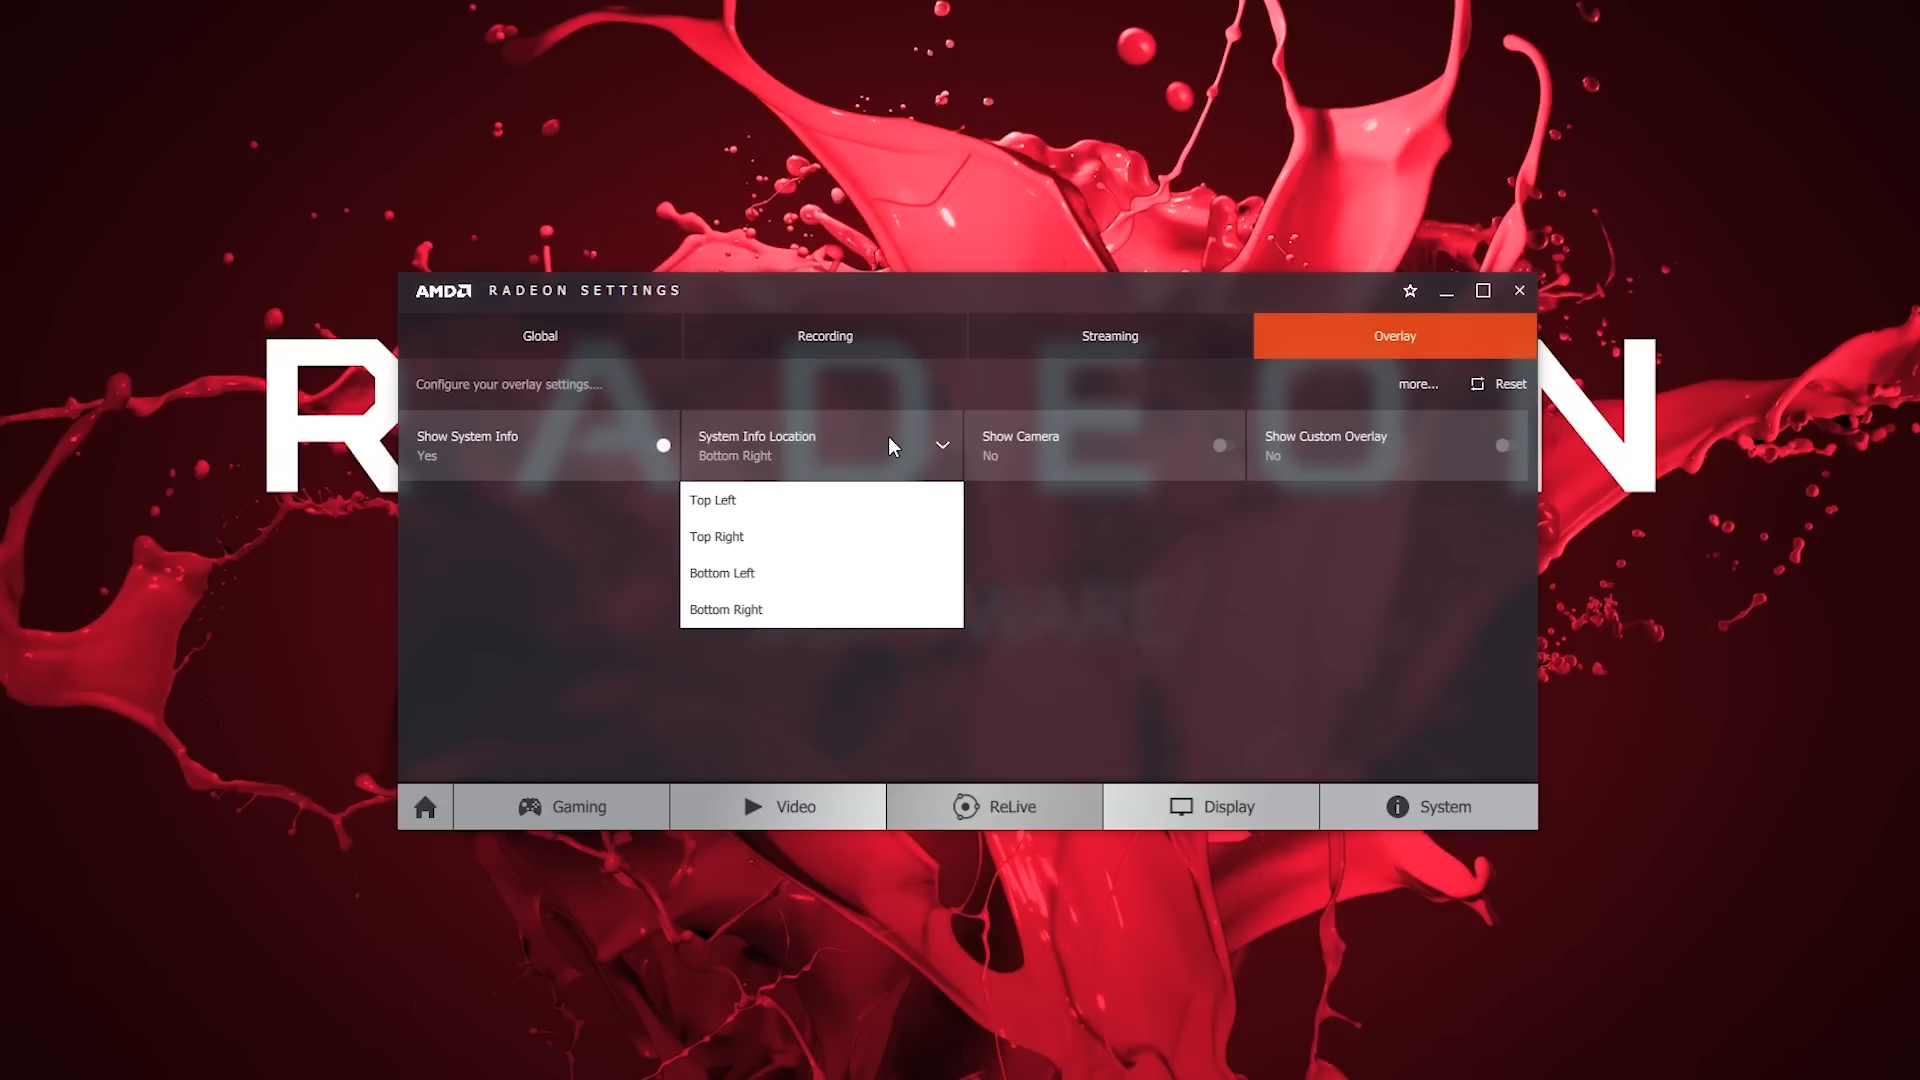 RADEON
AMD RADEON SETTINGS
Global Recording Streaming Overlay
Configure your overlay settings.... more... Reset
Show System Info System Info Location Show Camera Show Custom Overlay
Yes Bottom Right No No
Top Left
Top Right
Bottom Left
Bottom Right
Gaming Video ReLive Display System